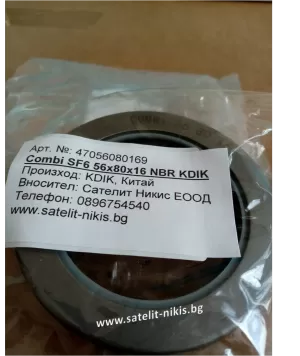 Арт. №: 47056080169
Combi SF6 56x80x16 NBR KDIK
Произход: KDIK, Китай
Вносител: Сателит Никис ЕООД
Телефон: 0896754540
www.satelit-nikis.bg
www.satelit-nikis.bg